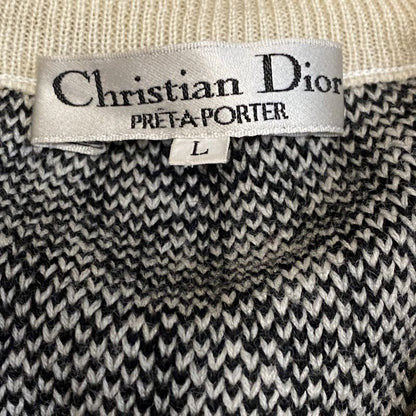 Christian Dior
PRET-A-PORTER
L